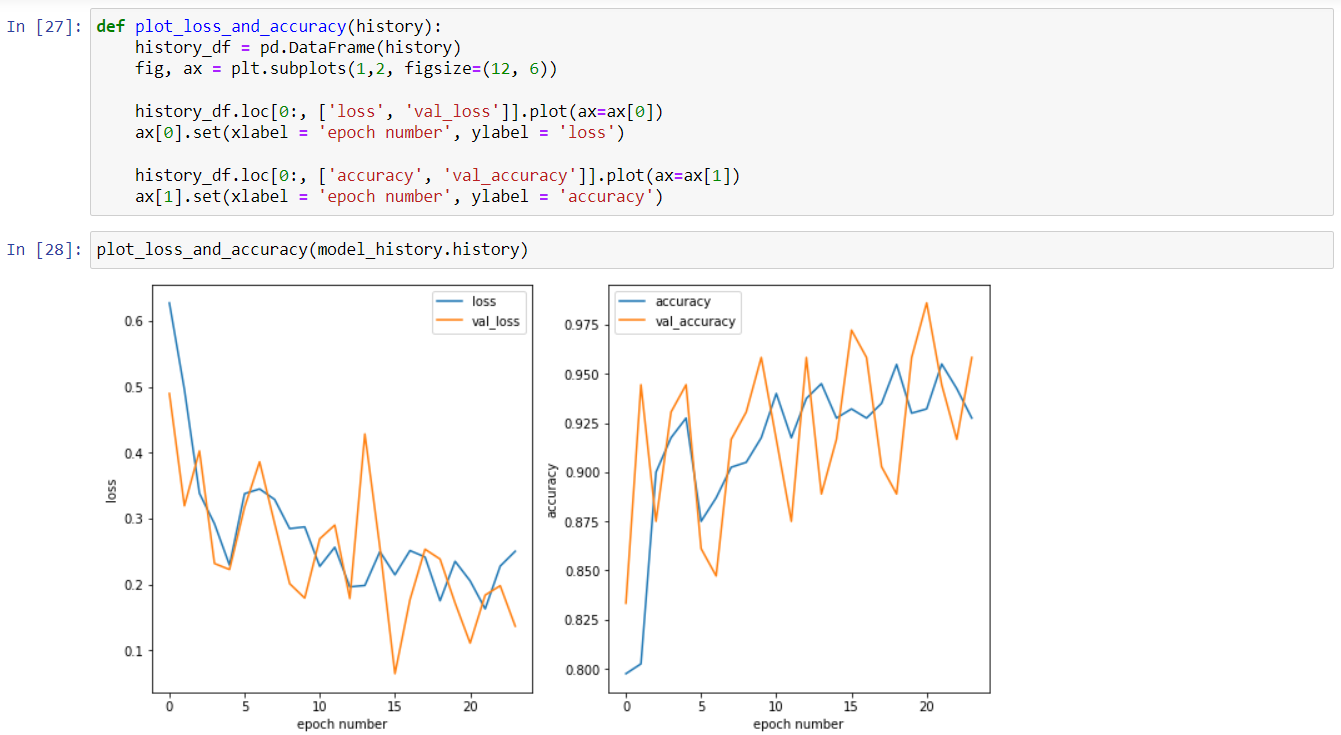 In [27]: def plot_loss_and_accuracy(history):
    history_df = pd.DataFrame(history)
    fig, ax = plt.subplots(1,2, figsize=(12, 6))
    history_df.loc[0:, ['loss', 'val_loss']].plot(ax=ax[0])
    ax[0].set(xlabel = 'epoch number', ylabel = 'loss')
    history_df.loc[0:, ['accuracy', 'val_accuracy']].plot(ax=ax[1])
    ax[1].set(xlabel = 'epoch number', ylabel = 'accuracy')
In [28]: plot_loss_and_accuracy(model_history.history)
loss
val_loss
0.6
0.5
0.4
0.3
0.2
0.1
loss
0 5 10 15 20
epoch number
accuracy
val_accuracy
0.975
0.950
0.925
0.900
0.875
0.850
0.825
0.800
accuracy
0 5 10 15 20
epoch number